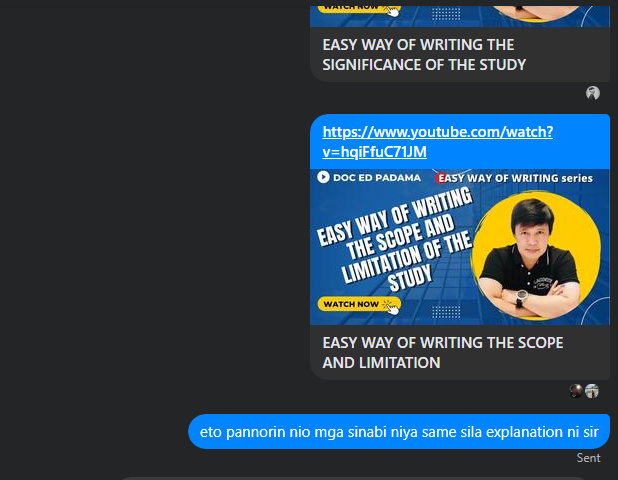 WATCH NOW
EASY WAY OF WRITING THE
SIGNIFICANCE OF THE STUDY
https://www.youtube.com/watch?
v=hqiFfuC71JM
DOC ED PADAMA
EASY WAY OF WRITING series
EASY WAY OF WRITING
THE SCOPE AND
LIMITATION OF THE
STUDY
WATCH NOW
EASY WAY OF WRITING THE SCOPE
AND LIMITATION
eto pannorin nio mga sinabi niya same sila explanation ni sir
Sent